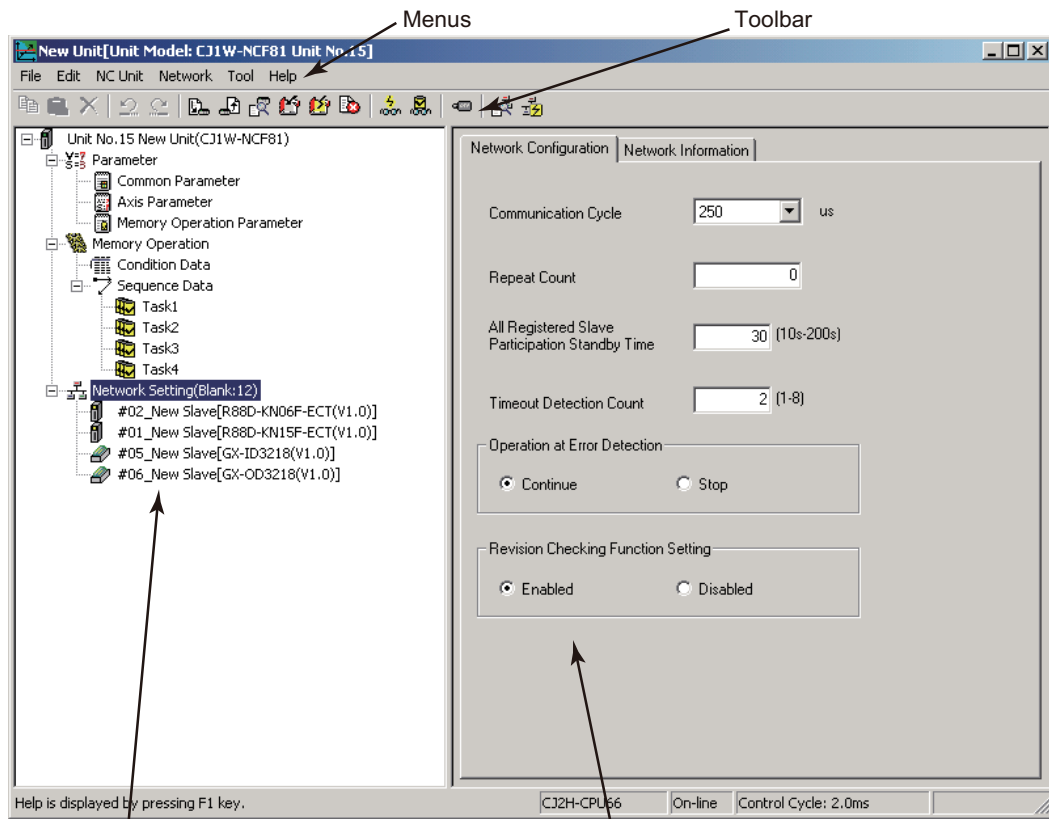 Menus
Toolbar
New Unit[Unit Model: CJ1W-NCF81 Unit No.15]
File Edit NC Unit Network Tool Help
Unit No.15 New Unit(CJ1W-NCF81)
Parameter
Common Parameter
Axis Parameter
Memory Operation Parameter
Memory Operation
Condition Data
Sequence Data
Task1
Task2
Task3
Task4
Network Setting(Blank:12)
#02_New Slave[R88D-KN06F-ECT(V1.0)]
#01_New Slave[R88D-KN15F-ECT(V1.0)]
#05_New Slave[GX-ID3218(V1.0)]
#06_New Slave[GX-OD3218(V1.0)]
Network Configuration Network Information
Communication Cycle 250 us
Repeat Count 0
All Registered Slave
Participation Standby Time 30 (10s-200s)
Timeout Detection Count 2 (1-8)
Operation at Error Detection
Continue Stop
Revision Checking Function Setting
Enabled Disabled
Help is displayed by pressing F1 key. CJ2H-CPU66 On-line Control Cycle: 2.0ms